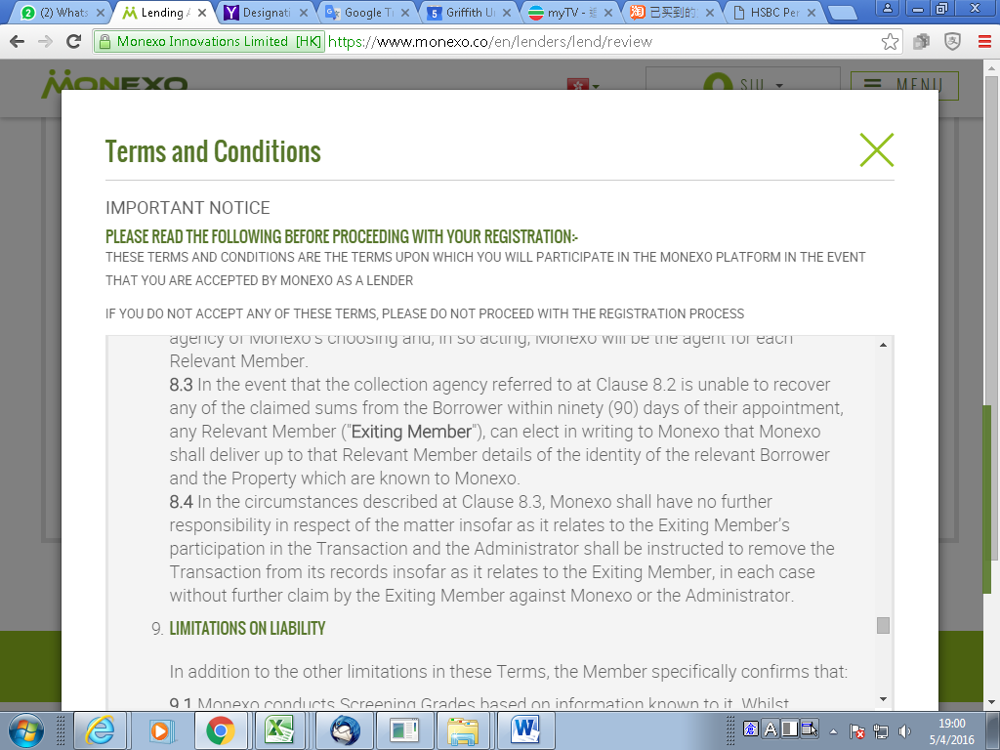 (2) Whats
Lending A
Designati
Google Tr
Griffith Un
myTV -
已买到的
HSBC Per
Monexo Innovations Limited [HK] https://www.monexo.co/en/lenders/lend/review
MONEXO
SIU
MENU
Terms and Conditions
IMPORTANT NOTICE
PLEASE READ THE FOLLOWING BEFORE PROCEEDING WITH YOUR REGISTRATION:-
THESE TERMS AND CONDITIONS ARE THE TERMS UPON WHICH YOU WILL PARTICIPATE IN THE MONEXO PLATFORM IN THE EVENT
THAT YOU ARE ACCEPTED BY MONEXO AS A LENDER
IF YOU DO NOT ACCEPT ANY OF THESE TERMS, PLEASE DO NOT PROCEED WITH THE REGISTRATION PROCESS
agency of Monexo's choosing and, in so acting, Monexo will be the agent for each
Relevant Member.
8.3 In the event that the collection agency referred to at Clause 8.2 is unable to recover
any of the claimed sums from the Borrower within ninety (90) days of their appointment,
any Relevant Member ("Exiting Member"), can elect in writing to Monexo that Monexo
shall deliver up to that Relevant Member details of the identity of the relevant Borrower
and the Property which are known to Monexo.
8.4 In the circumstances described at Clause 8.3, Monexo shall have no further
responsibility in respect of the matter insofar as it relates to the Exiting Member's
participation in the Transaction and the Administrator shall be instructed to remove the
Transaction from its records insofar as it relates to the Exiting Member, in each case
without further claim by the Exiting Member against Monexo or the Administrator.
9. LIMITATIONS ON LIABILITY
In addition to the other limitations in these Terms, the Member specifically confirms that:
9.1 Monexo conducts Screening Grades based on information known to it. Whilst
19:00
5/4/2016